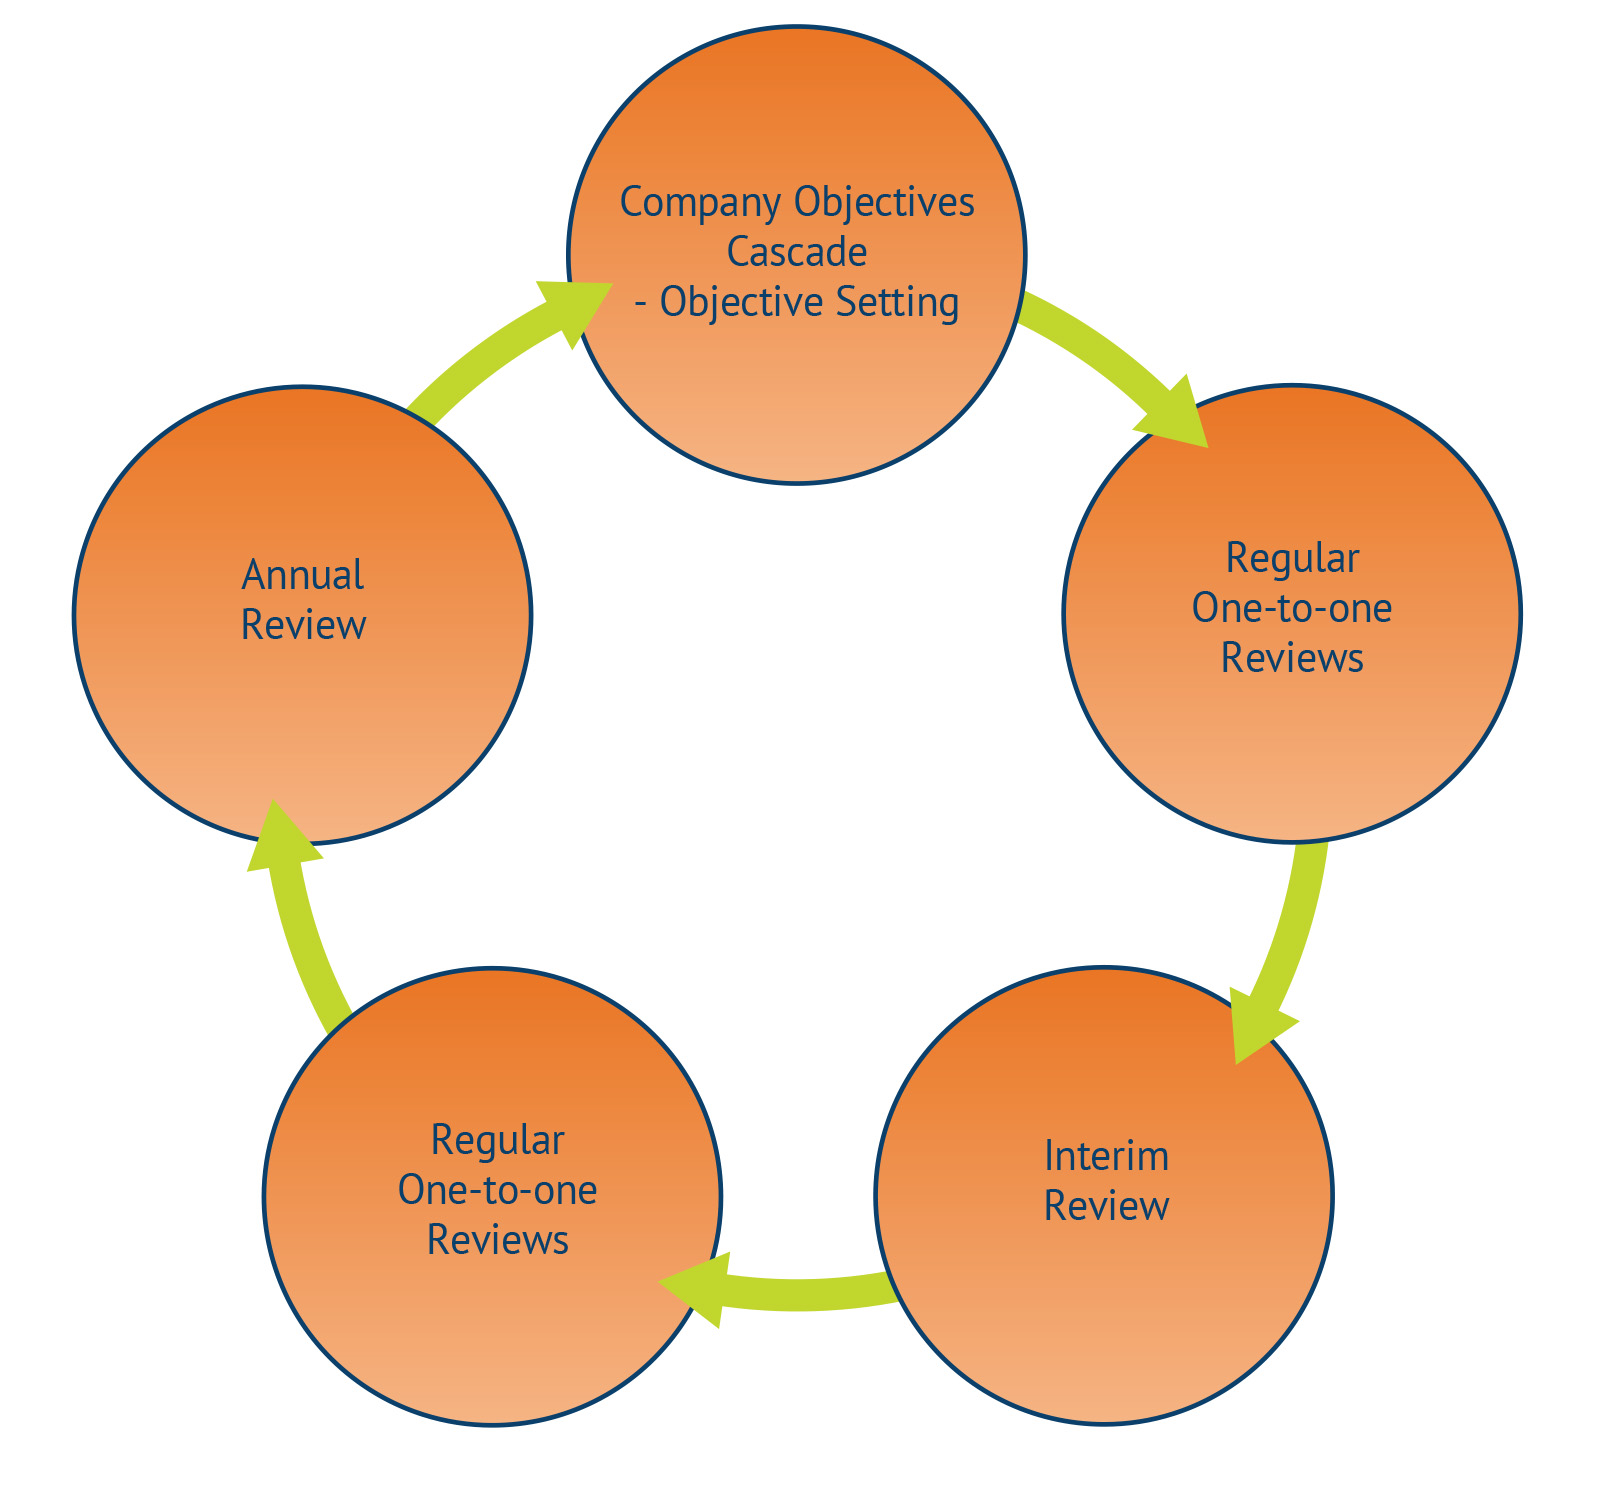 Company Objectives
Cascade
- Objective Setting
Regular
One-to-one
Reviews
Interim
Review
Regular
One-to-one
Reviews
Annual
Review